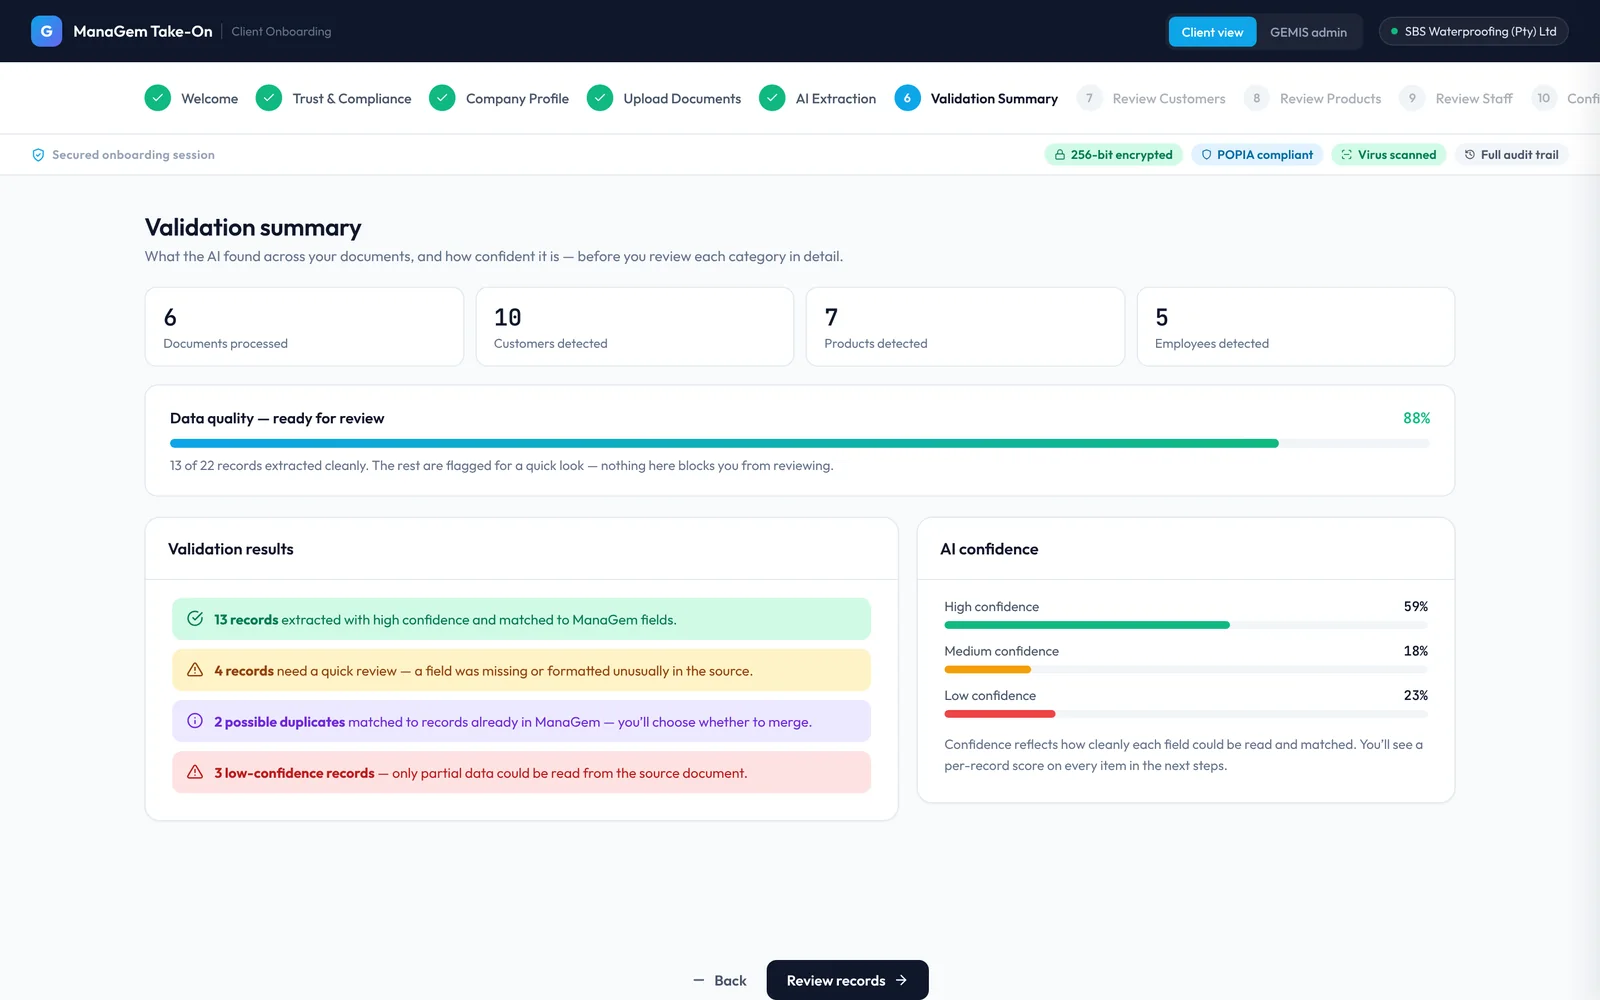 G ManaGem Take-On Client Onboarding Client view GEMIS admin SBS Waterproofing (Pty) Ltd
Welcome Trust & Compliance Company Profile Upload Documents AI Extraction 6 Validation Summary 7 Review Customers 8 Review Products 9 Review Staff 10 Confi
Secured onboarding session 256-bit encrypted POPIA compliant Virus scanned Full audit trail
Validation summary
What the AI found across your documents, and how confident it is — before you review each category in detail.
6
Documents processed
10
Customers detected
7
Products detected
5
Employees detected
Data quality — ready for review 88%
13 of 22 records extracted cleanly. The rest are flagged for a quick look — nothing here blocks you from reviewing.
Validation results
13 records extracted with high confidence and matched to ManaGem fields.
4 records need a quick review — a field was missing or formatted unusually in the source.
2 possible duplicates matched to records already in ManaGem — you'll choose whether to merge.
3 low-confidence records — only partial data could be read from the source document.
AI confidence
High confidence 59%
Medium confidence 18%
Low confidence 23%
Confidence reflects how cleanly each field could be read and matched. You'll see a
per-record score on every item in the next steps.
Back Review records →